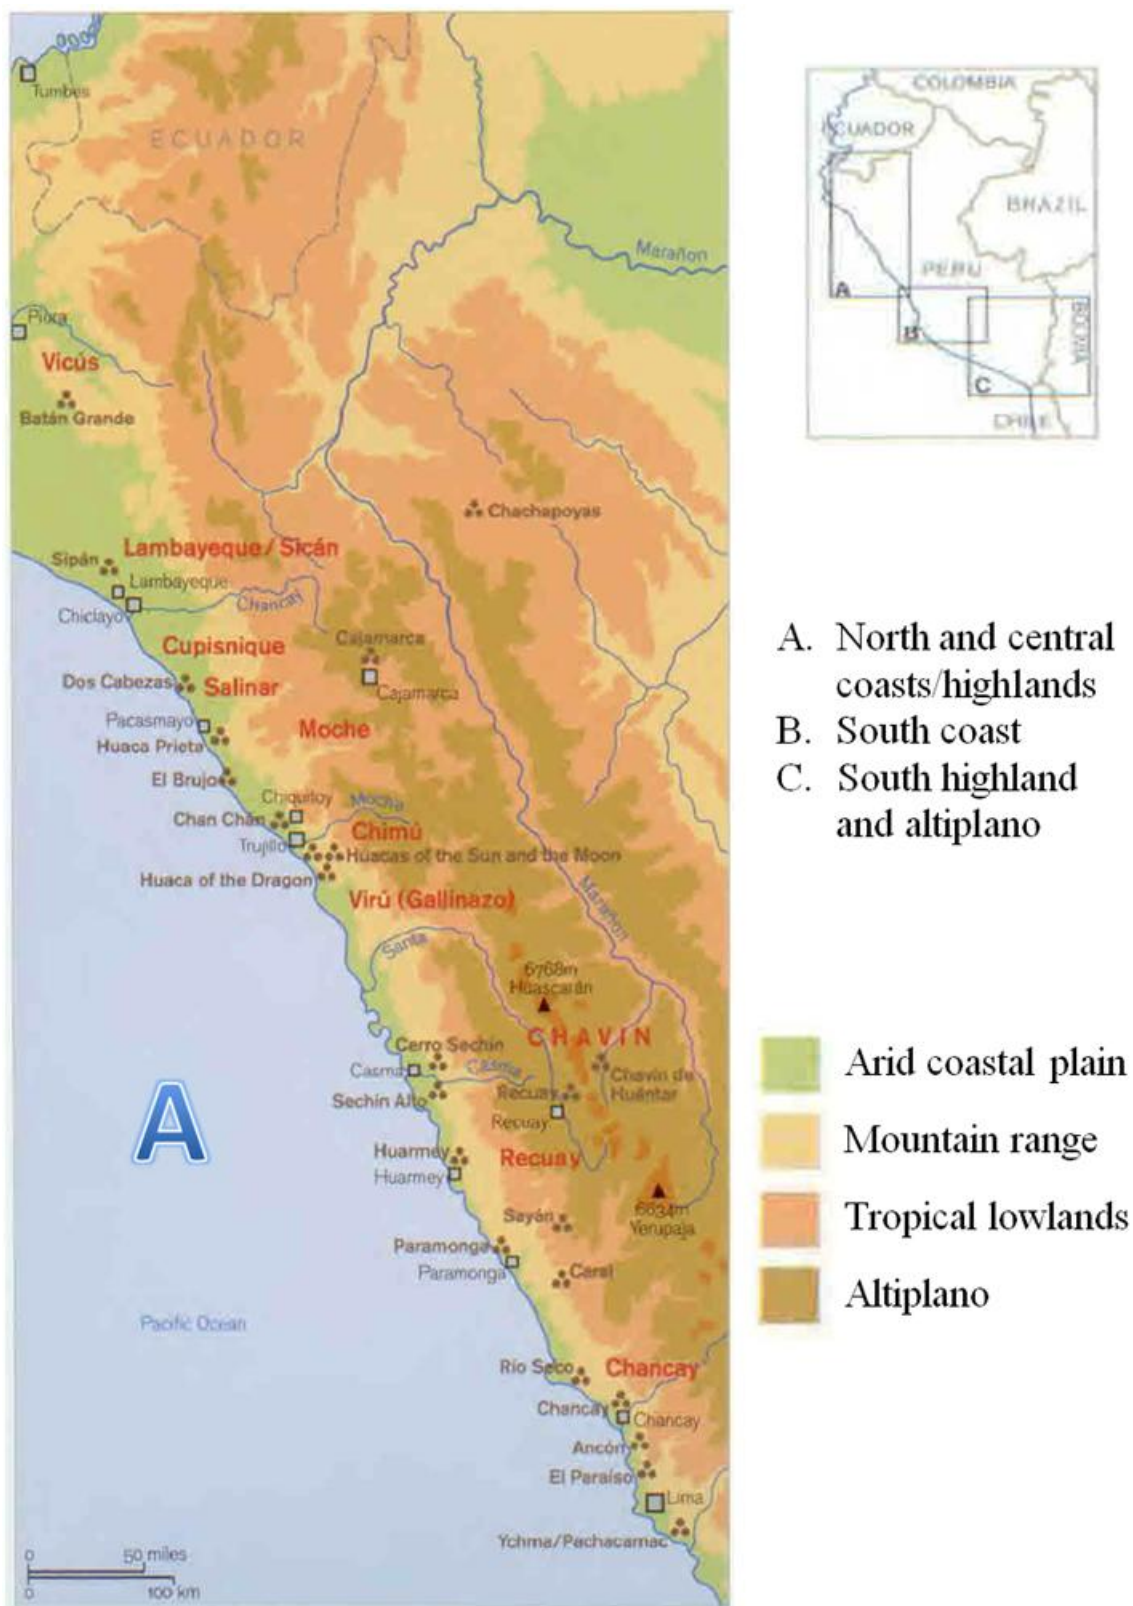 Tumbes
ECUADOR
Marañon
Piura
Vicús
Batán Grande
Chachapoyas
Sipán
Lambayeque/Sicán
Lambayeque
Chiclayo
Chancay
Cupisnique
Cajamarca
Dos Cabezas
Salinar
Cajamarca
Pacasmayo
Moche
Huaca Prieta
El Brujo
Chiquitoy
Moche
Chan Chán
Chimú
Trujillo
Huacas of the Sun and the Moon
Huaca of the Dragon
Virú (Gallinazo)
Marañon
Santa
6768m
Huascarán
CHAVIN
Cerro Sechín
Casma
Casma
Chavín de
Huántar
Sechín Alto
Recuay
Recuay
Huarmey
Recuay
Huarmey
6634m
Yerupaja
Sayán
Paramonga
Paramonga
Caral
Pacific Ocean
Río Seco
Chancay
Chancay
Chancay
Ancón
El Paraíso
Lima
Ychma/Pachacamac
A
0 50 miles
0 100 km
COLOMBIA
ECUADOR
BRAZIL
PERU
A
B
BOLIVIA
C
CHILE
A. North and central
coasts/highlands
B. South coast
C. South highland
and altiplano
Arid coastal plain
Mountain range
Tropical lowlands
Altiplano